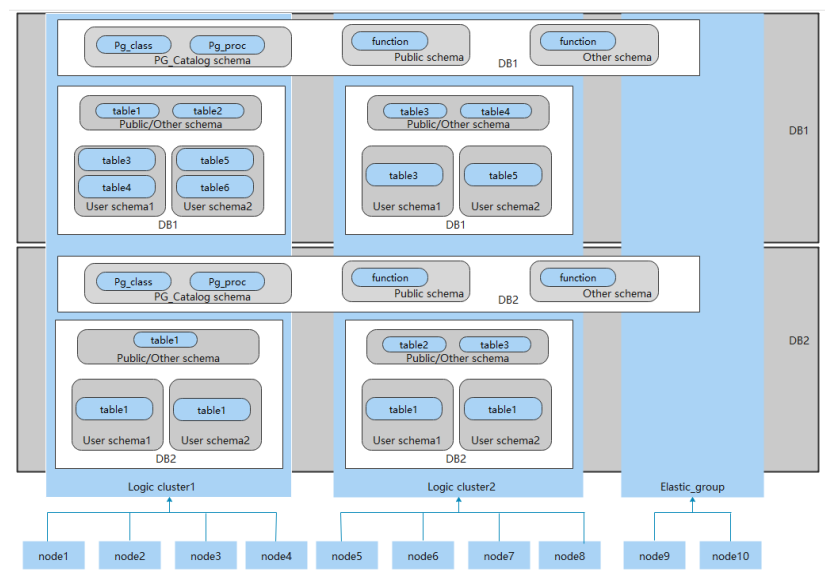 Pg_class
Pg_proc
PG_Catalog schema
function
Public schema
function
Other schema
DB1
table1
table2
Public/Other schema
table3
table5
table4
table6
User schema1
User schema2
DB1
table3
table4
Public/Other schema
table3
table5
User schema1
User schema2
DB1
DB1
Pg_class
Pg_proc
PG_Catalog schema
function
Public schema
function
Other schema
DB2
table1
Public/Other schema
table1
table1
User schema1
User schema2
DB2
table2
table3
Public/Other schema
table1
table1
User schema1
User schema2
DB2
DB2
Logic cluster1
Logic cluster2
Elastic_group
node1
node2
node3
node4
node5
node6
node7
node8
node9
node10